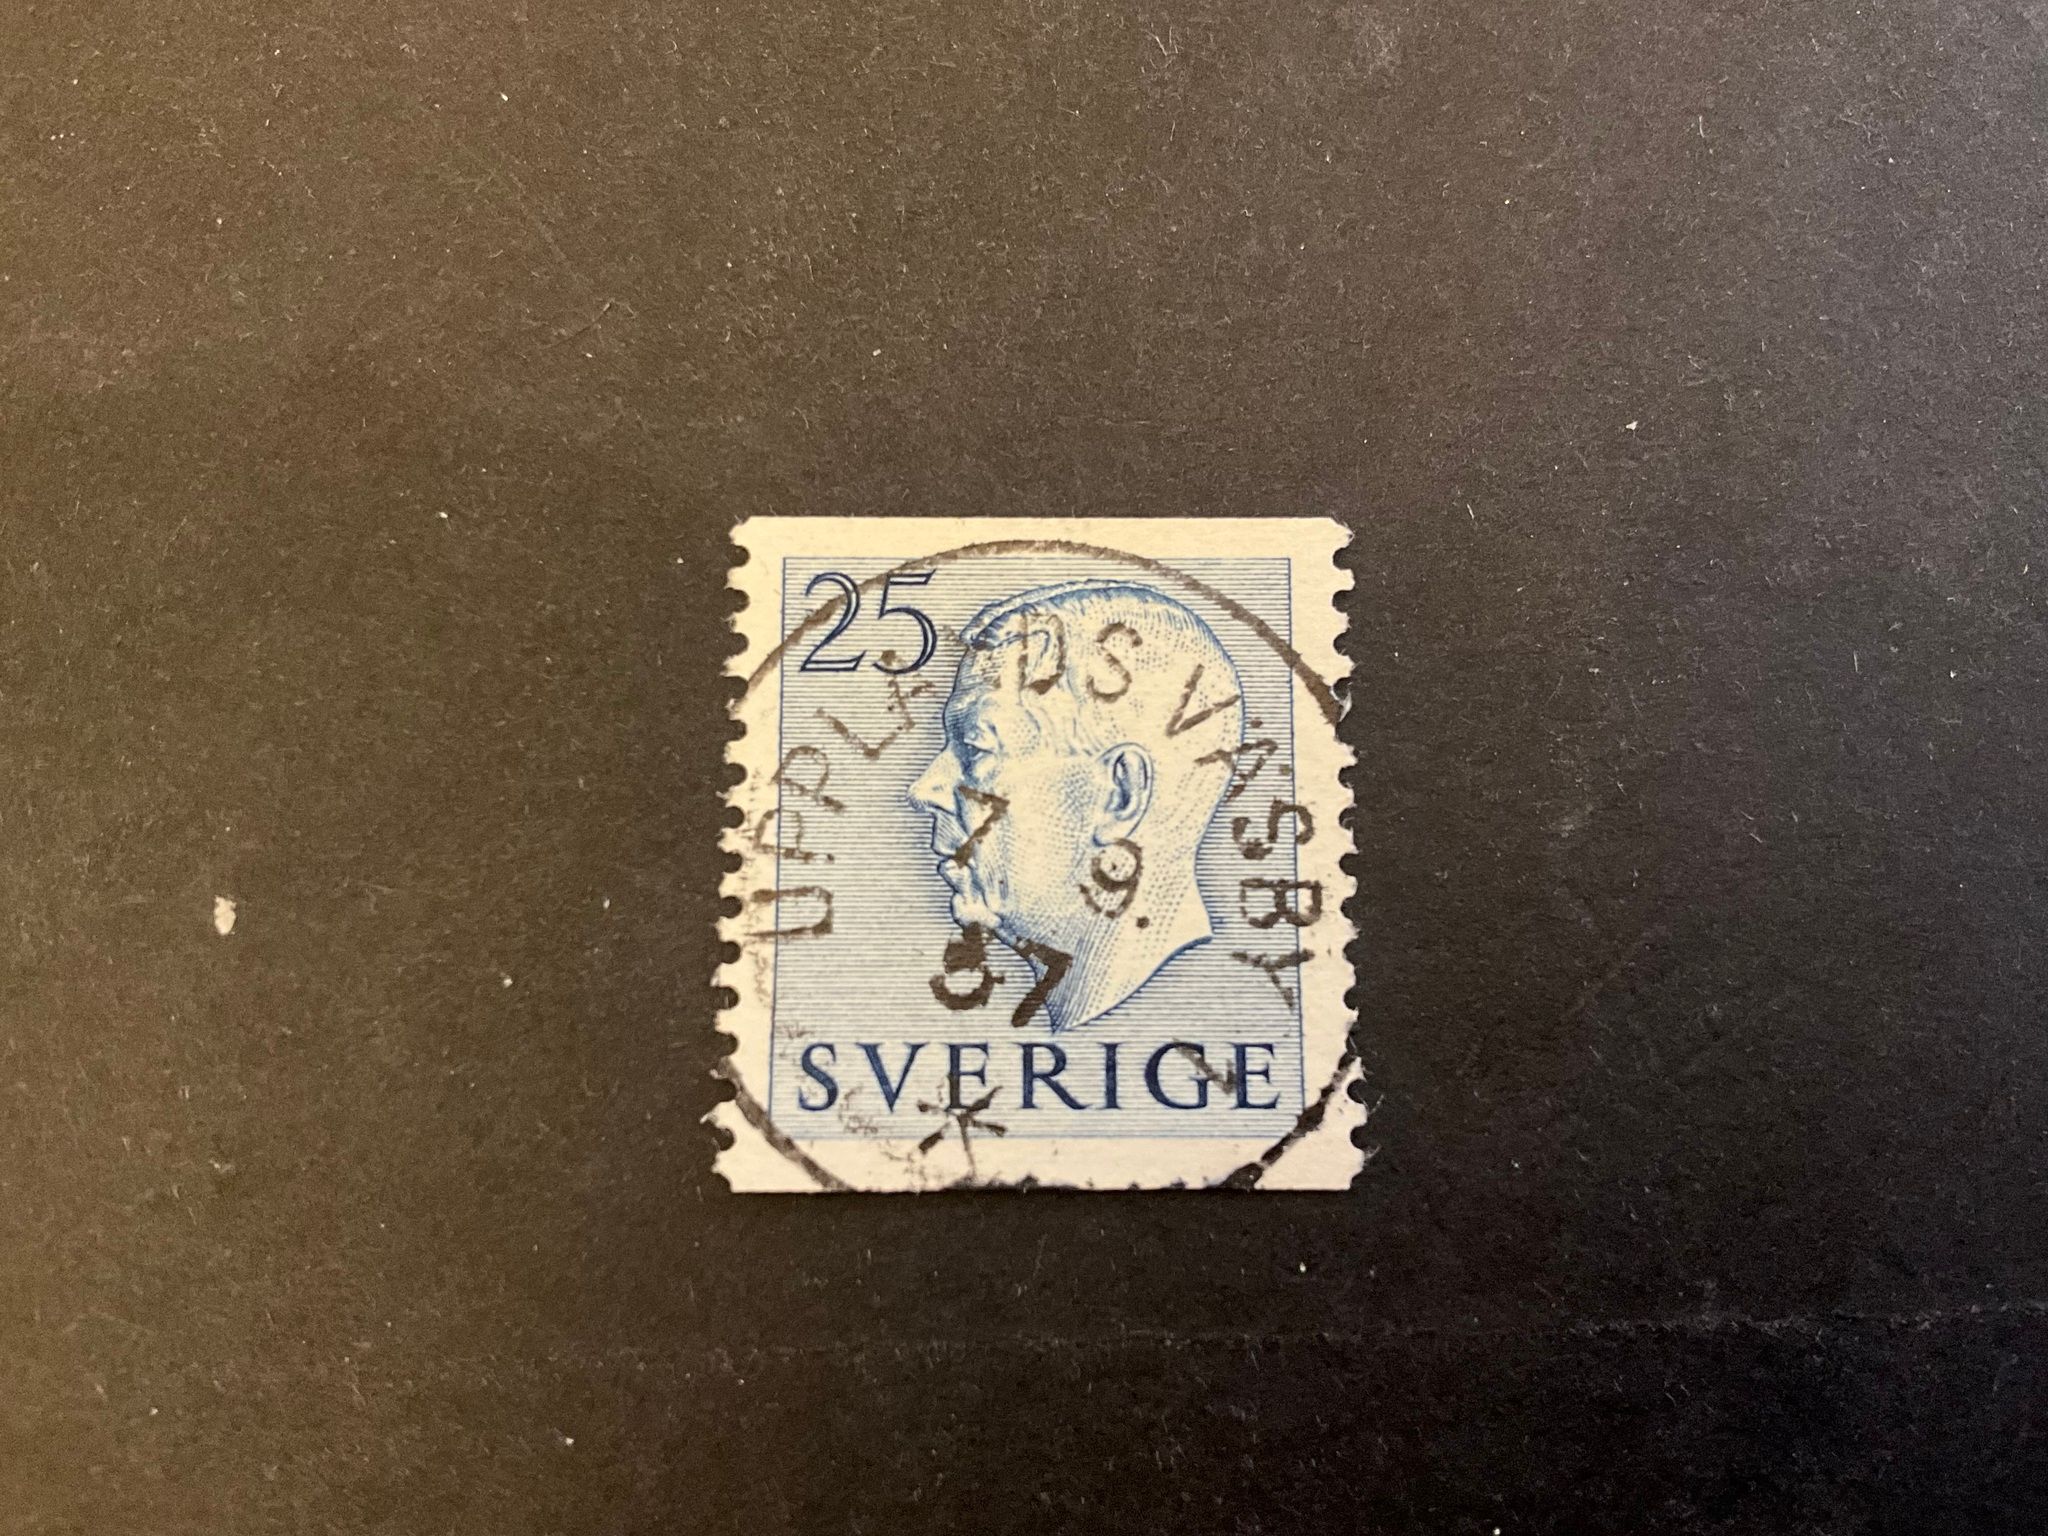 25
UPPLANDS VÄSBY
7 9.
57
SVERIGE